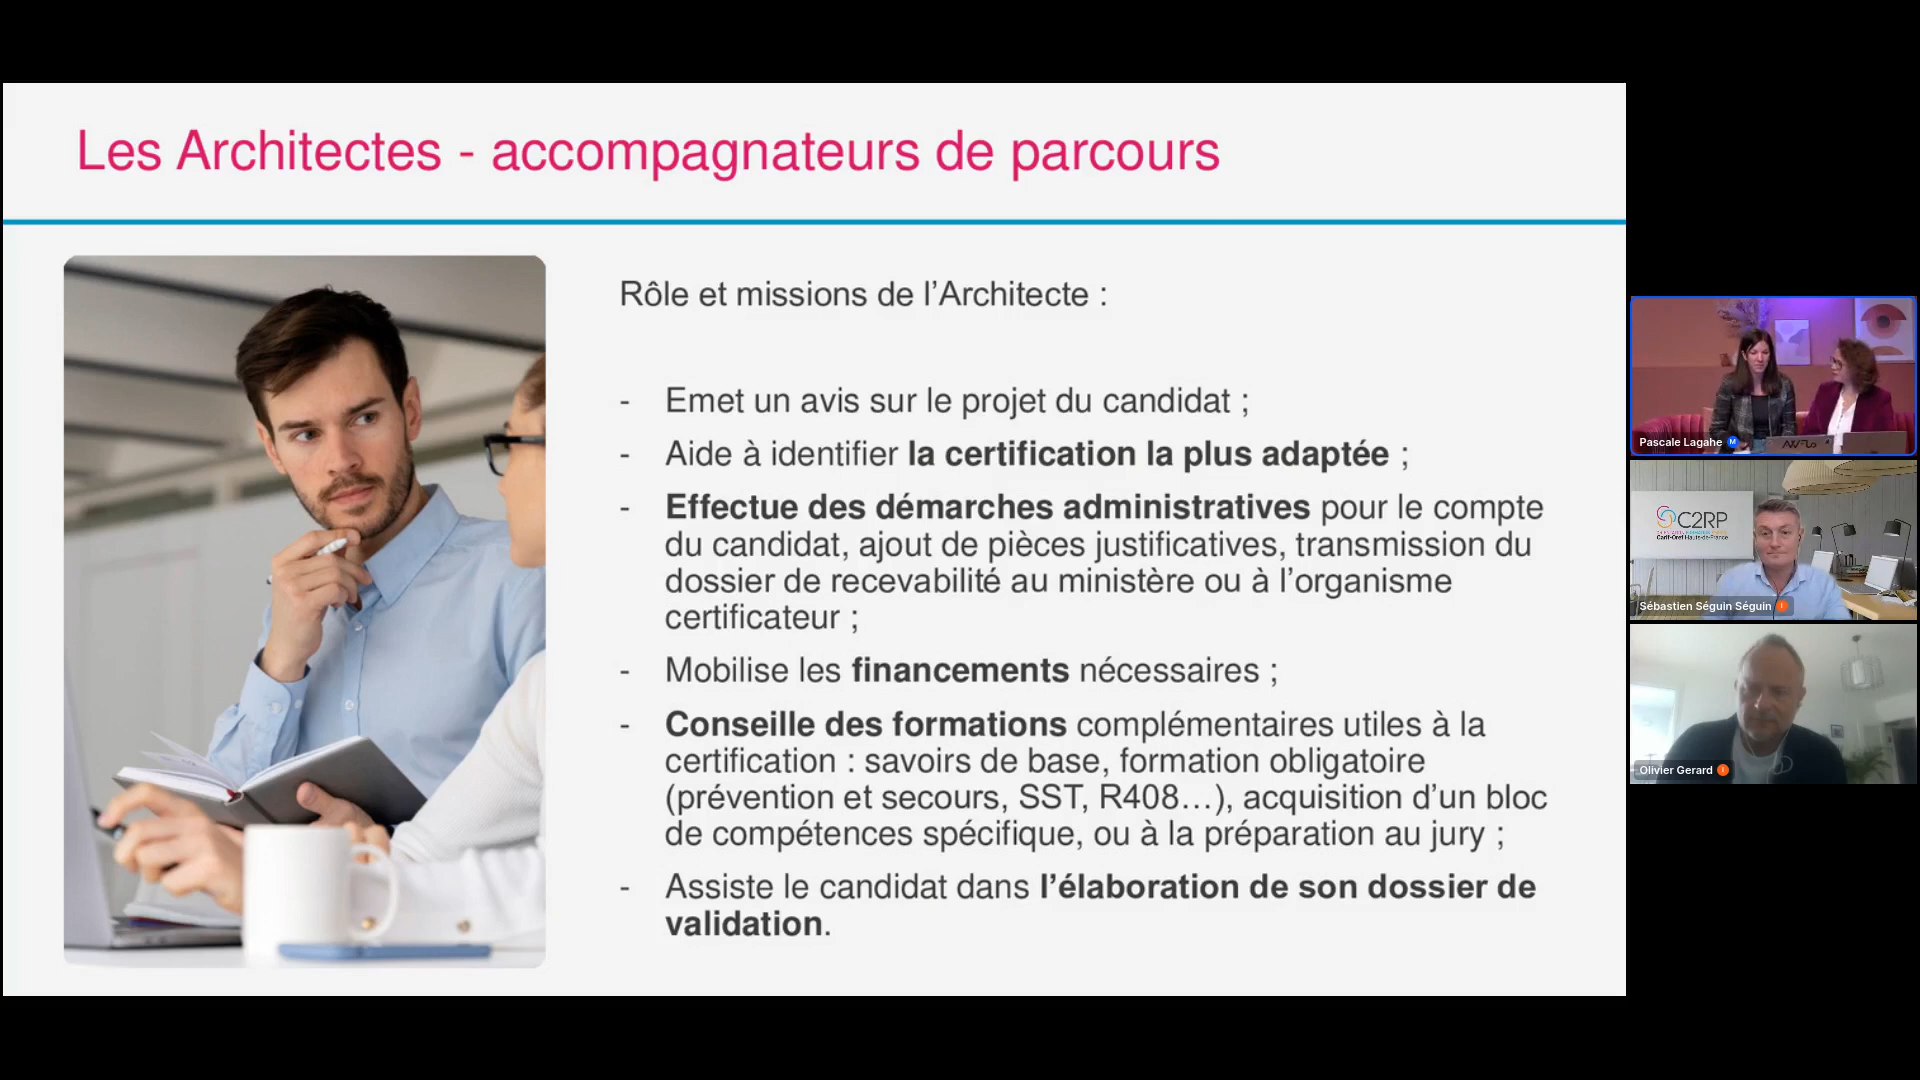 Les Architectes - accompagnateurs de parcours
Rôle et missions de l’Architecte :
- Emet un avis sur le projet du candidat ;
- Aide à identifier la certification la plus adaptée ;
- Effectue des démarches administratives pour le compte
du candidat, ajout de pièces justificatives, transmission du
dossier de recevabilité au ministère ou à l’organisme
certificateur ;
- Mobilise les financements nécessaires ;
- Conseille des formations complémentaires utiles à la
certification : savoirs de base, formation obligatoire
(prévention et secours, SST, R408…), acquisition d’un bloc
de compétences spécifique, ou à la préparation au jury ;
- Assiste le candidat dans l’élaboration de son dossier de
validation.
Pascale Lagahe M
C2RP
Carif-Oref Hauts-de-France
Sébastien Séguin Séguin I
Olivier Gerard I